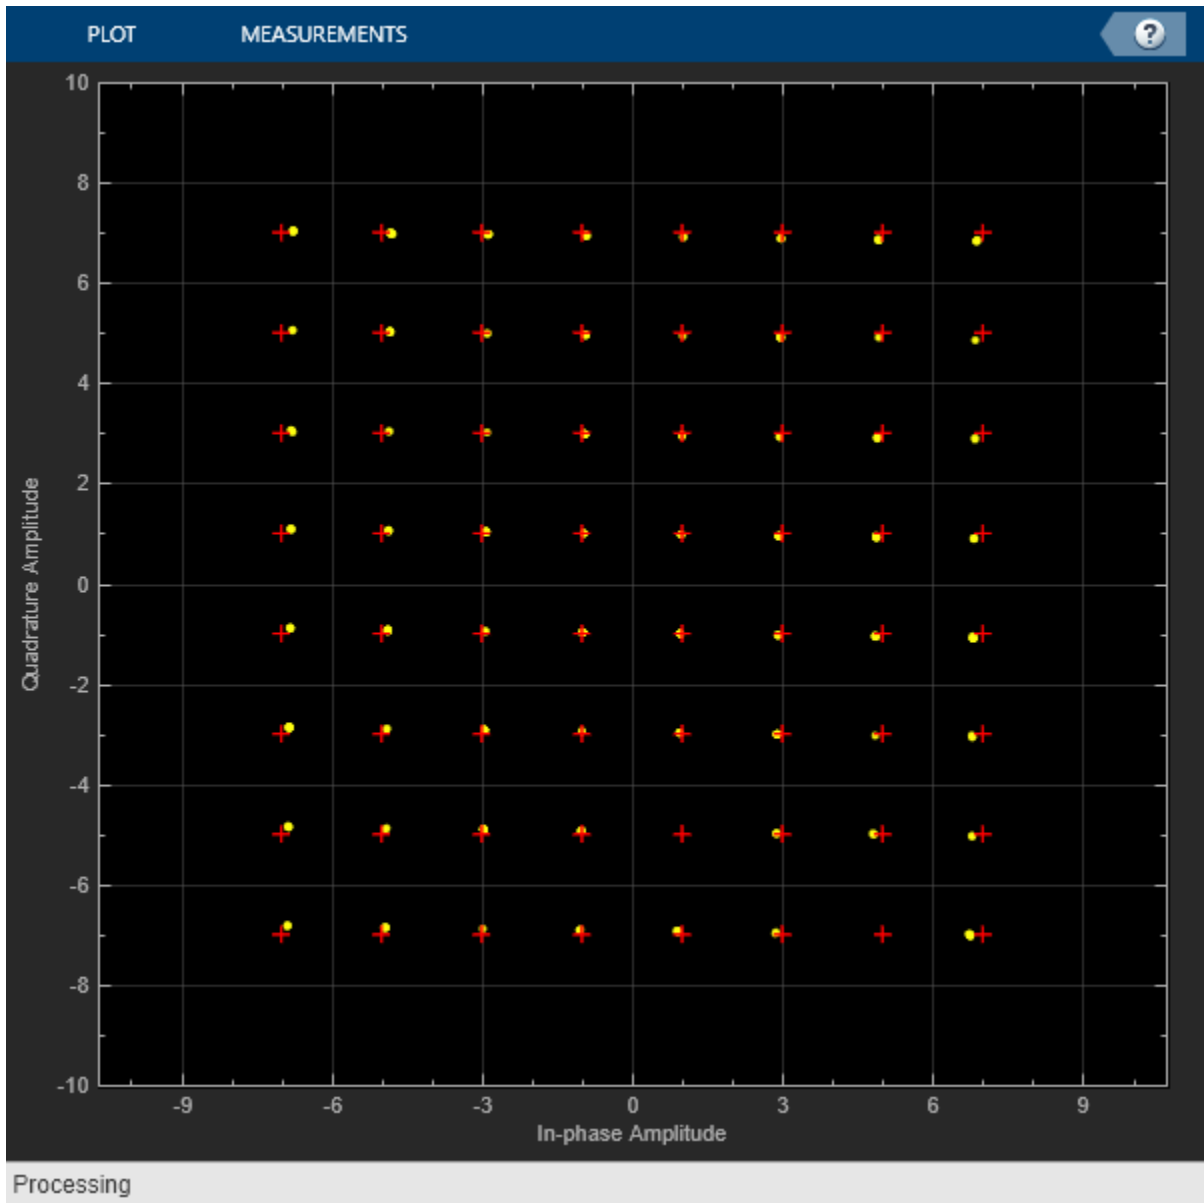 PLOT MEASUREMENTS ?
10
8
6
4
2
0
-2
-4
-6
-8
-10
Quadrature Amplitude
-9 -6 -3 0 3 6 9
In-phase Amplitude
Processing